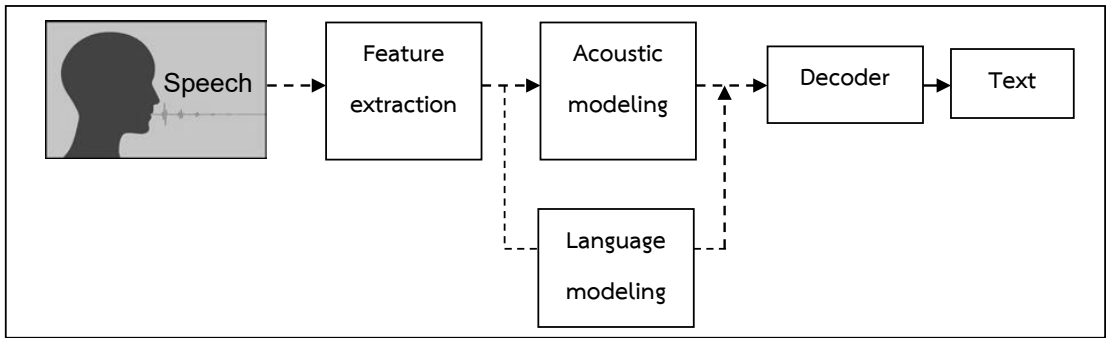 Speech
Feature
extraction
Acoustic
modeling
Decoder
Text
Language
modeling